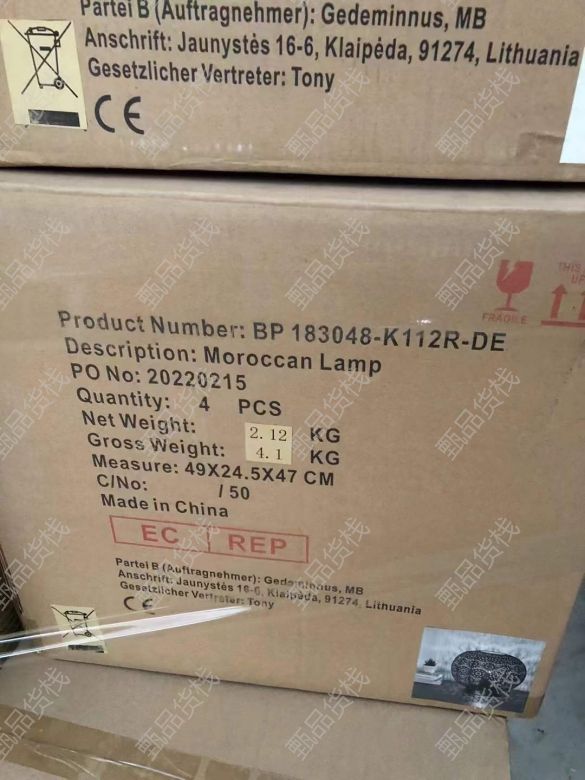 Partei B (Auftragnehmer): Gedeminnus, MB
Anschrift: Jaunystės 16-6, Klaipėda, 91274, Lithuania
Gesetzlicher Vertreter: Tony
CE
THIS
UP
FRAGILE
Product Number: BP 183048-K112R-DE
Description: Moroccan Lamp
PO No: 20220215
Quantity: 4 PCS
Net Weight: 2.12 KG
Gross Weight: 4.1 KG
Measure: 49X24.5X47 CM
C/No: / 50
Made in China
EC REP
Partei B (Auftragnehmer): Gedeminnus, MB
Anschrift: Jaunystės 16-6, Klaipėda, 91274, Lithuania
Gesetzlicher Vertreter: Tony
CE
甄品货栈